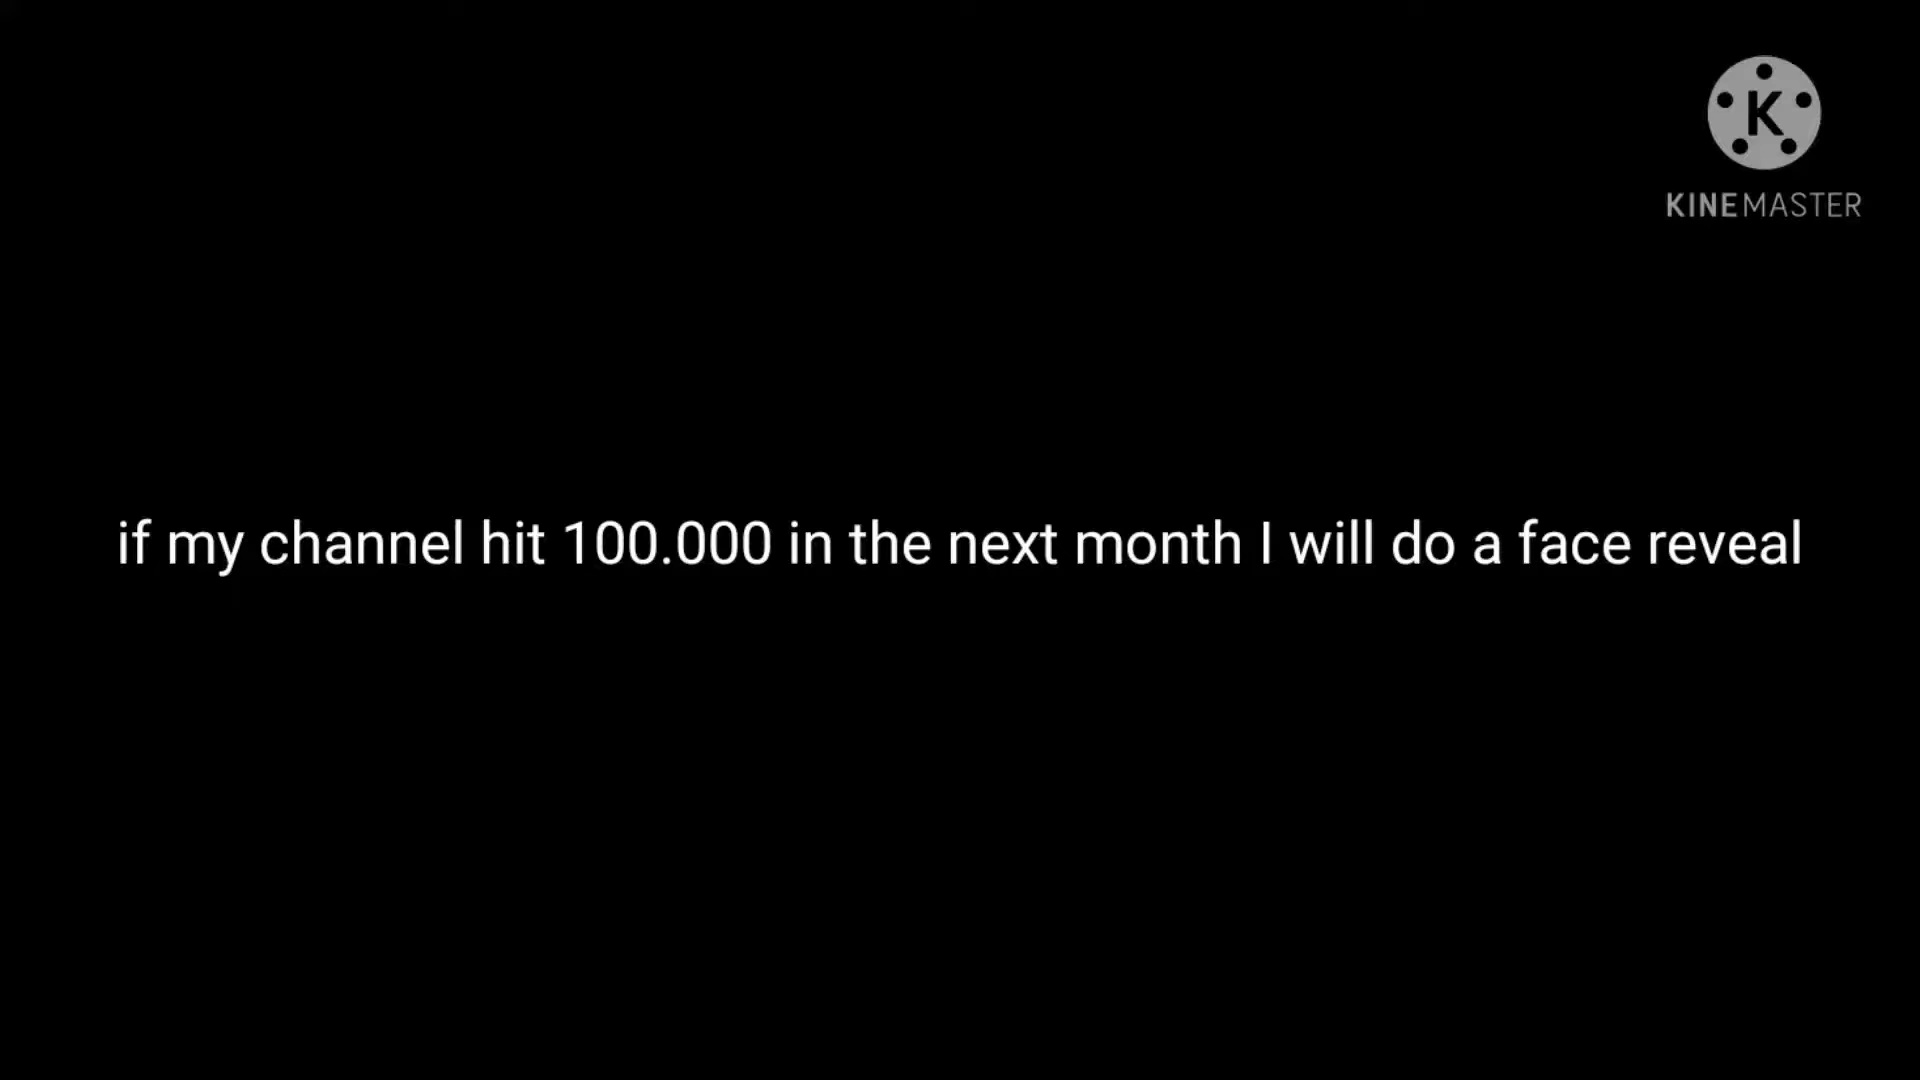 K
KINEMASTER
if my channel hit 100.000 in the next month I will do a face reveal